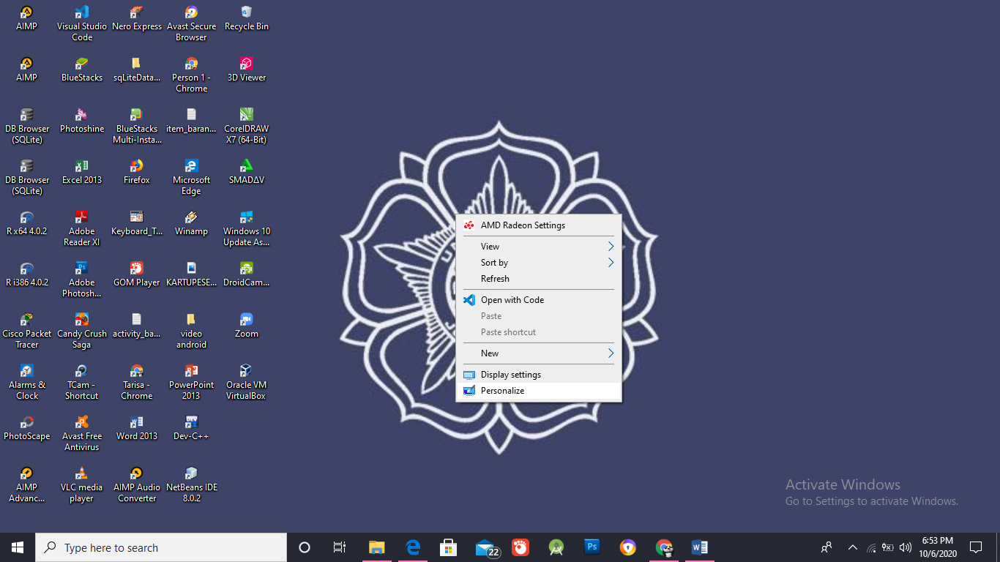 AIMP
Visual Studio
Code
Nero Express
Avast Secure
Browser
Recycle Bin
AIMP
BlueStacks
sqLiteData...
Person 1 -
Chrome
3D Viewer
DB Browser
(SQLite)
Photoshine
BlueStacks
Multi-Insta...
item_baran...
CorelDRAW
X7 (64-Bit)
DB Browser
(SQLite)
Excel 2013
Firefox
Microsoft
Edge
SMADΔV
R x64 4.0.2
Adobe
Reader XI
Keyboard_T...
Winamp
Windows 10
Update As...
R i386 4.0.2
Adobe
Photosh...
GOM Player
KARTUPESE...
DroidCam...
Cisco Packet
Tracer
Candy Crush
Saga
activity_ba...
video
android
Zoom
Alarms &
Clock
TCam -
Shortcut
Tarisa -
Chrome
PowerPoint
2013
Oracle VM
VirtualBox
PhotoScape
Avast Free
Antivirus
Word 2013
Dev-C++
AIMP
Advanc...
VLC media
player
AIMP Audio
Converter
NetBeans IDE
8.0.2
AMD Radeon Settings
View
Sort by
Refresh
Open with Code
Paste
Paste shortcut
New
Display settings
Personalize
Activate Windows
Go to Settings to activate Windows.
Type here to search
22
Ps
6:53 PM
10/6/2020